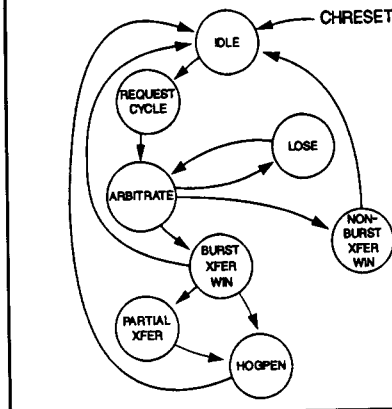 CHRESET
IDLE
REQUEST
CYCLE
LOSE
ARBITRATE
NON-
BURST
XFER
WIN
BURST
XFER
WIN
PARTIAL
XFER
HOGPEN